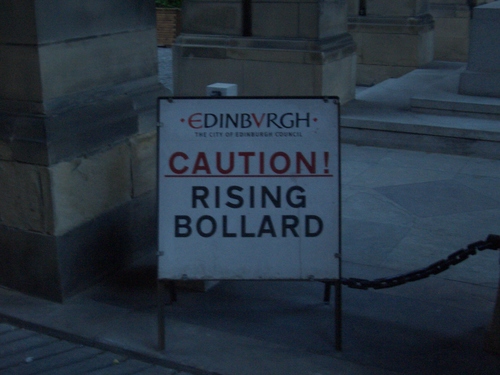 ·EDINBVRGH·
THE CITY OF EDINBURGH COUNCIL
CAUTION!
RISING
BOLLARD